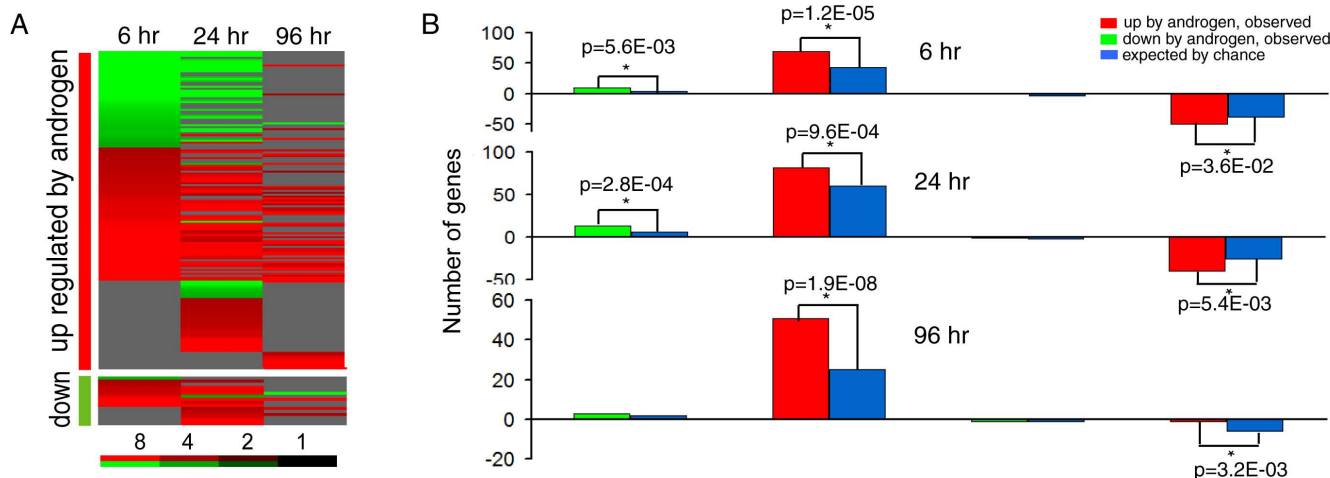 A
6 hr 24 hr 96 hr
up regulated by androgen
down
8 4 2 1
B
up by androgen, observed
down by androgen, observed
expected by chance
Number of genes
100
50
0
-50
p=5.6E-03
*
p=1.2E-05
*
6 hr
*
p=3.6E-02
100
50
0
-50
p=2.8E-04
*
p=9.6E-04
*
24 hr
*
p=5.4E-03
60
40
20
0
-20
p=1.9E-08
*
96 hr
*
p=3.2E-03